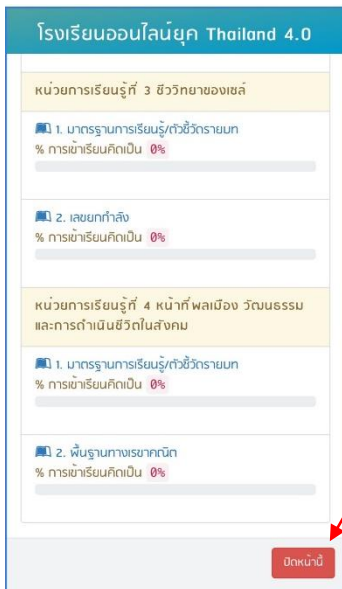 โรงเรียนออนไลน์ยุค Thailand 4.0
หน่วยการเรียนรู้ที่ 3 ชีววิทยาของเซล์
1. มาตรฐานการเรียนรู้/ตัวชี้วัดรายบท
% การเข้าเรียนคิดเป็น 0%
2. เลขยกกำลัง
% การเข้าเรียนคิดเป็น 0%
หน่วยการเรียนรู้ที่ 4 หน้าที่พลเมือง วัฒนธรรม
และการดำเนินชีวิตในสังคม
1. มาตรฐานการเรียนรู้/ตัวชี้วัดรายบท
% การเข้าเรียนคิดเป็น 0%
2. พื้นฐานทางเรขาคณิต
% การเข้าเรียนคิดเป็น 0%
ปิดหน้านี้